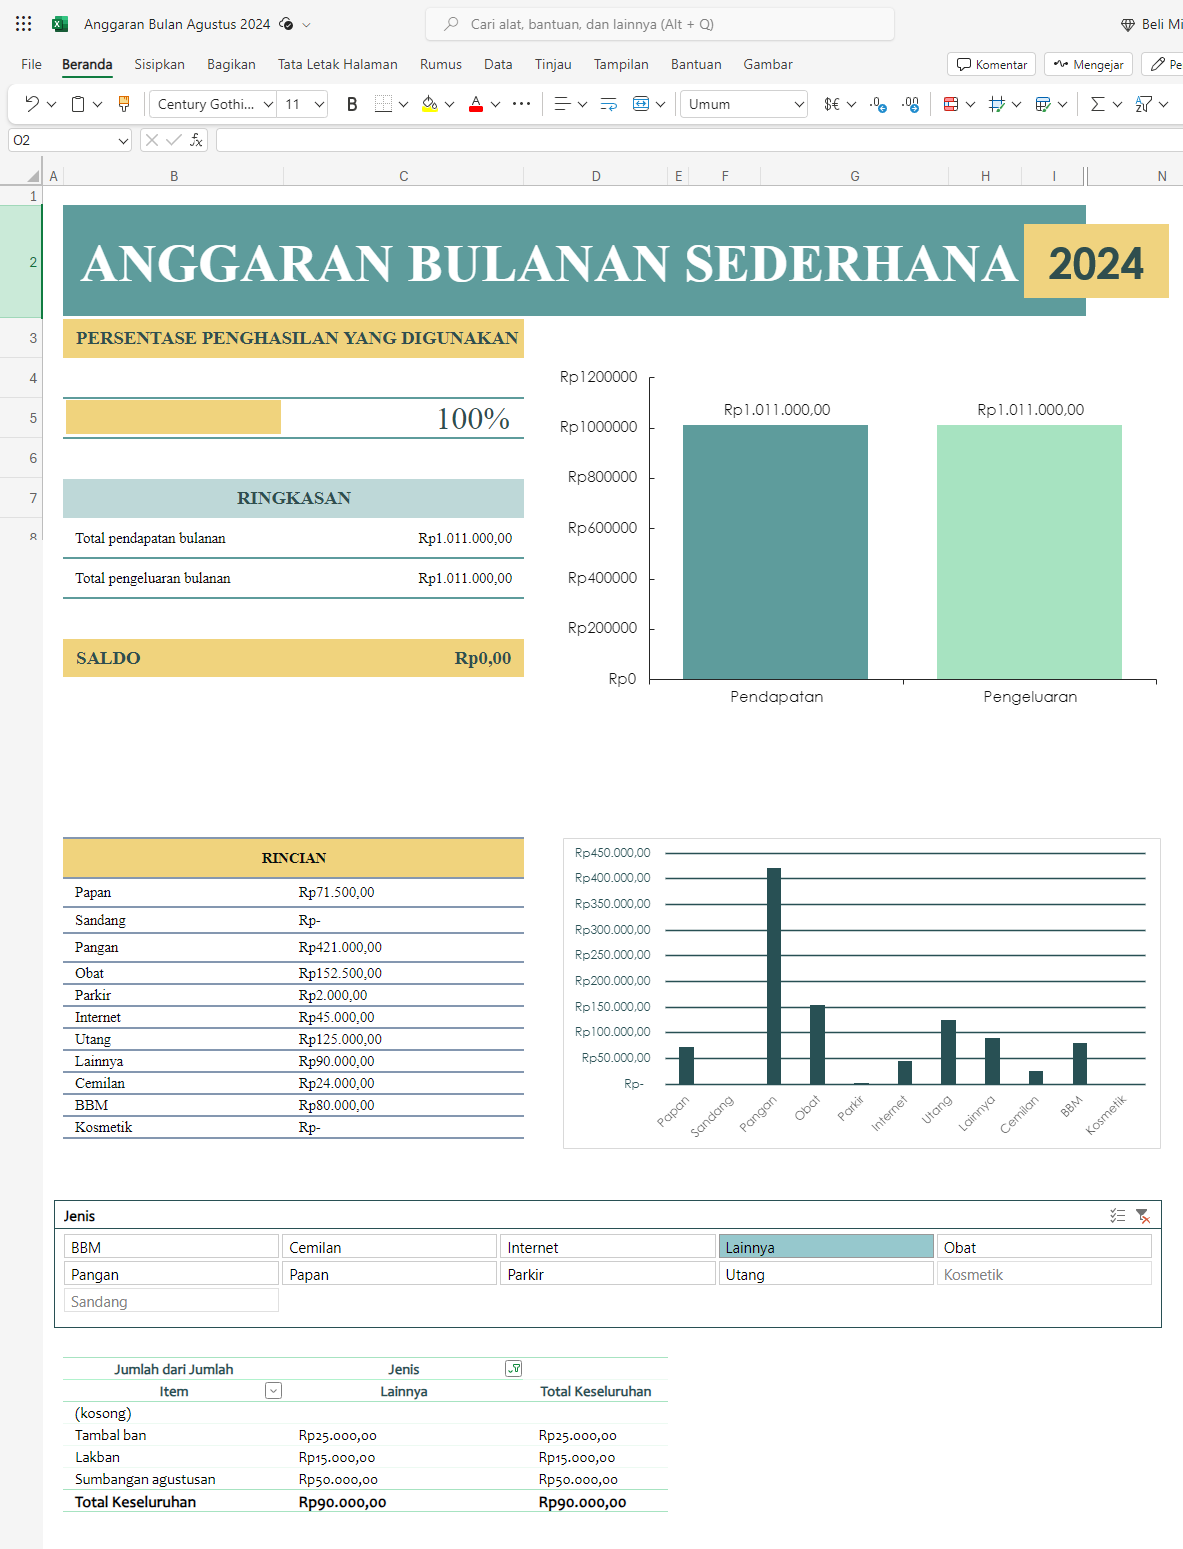 Anggaran Bulan Agustus 2024
Cari alat, bantuan, dan lainnya (Alt + Q)
Beli Mi
File Beranda Sisipkan Bagikan Tata Letak Halaman Rumus Data Tinjau Tampilan Bantuan Gambar
Komentar Mengejar Pe
Century Gothi... 11 B A Umum $€
O2 fx
A B C D E F G H I N
1
2
3
4
5
6
7
8
ANGGARAN BULANAN SEDERHANA 2024
PERSENTASE PENGHASILAN YANG DIGUNAKAN
100%
RINGKASAN
Total pendapatan bulanan Rp1.011.000,00
Total pengeluaran bulanan Rp1.011.000,00
SALDO Rp0,00
Rp1200000
Rp1000000
Rp800000
Rp600000
Rp400000
Rp200000
Rp0
Rp1.011.000,00 Rp1.011.000,00
Pendapatan Pengeluaran
RINCIAN
Papan Rp71.500,00
Sandang Rp-
Pangan Rp421.000,00
Obat Rp152.500,00
Parkir Rp2.000,00
Internet Rp45.000,00
Utang Rp125.000,00
Lainnya Rp90.000,00
Cemilan Rp24.000,00
BBM Rp80.000,00
Kosmetik Rp-
Rp450.000,00
Rp400.000,00
Rp350.000,00
Rp300.000,00
Rp250.000,00
Rp200.000,00
Rp150.000,00
Rp100.000,00
Rp50.000,00
Rp-
Papan Sandang Pangan Obat Parkir Internet Utang Lainnya Cemilan BBM Kosmetik
Jenis
BBM Cemilan Internet Lainnya Obat
Pangan Papan Parkir Utang Kosmetik
Sandang
Jumlah dari Jumlah Jenis
Item Lainnya Total Keseluruhan
(kosong)
Tambal ban Rp25.000,00 Rp25.000,00
Lakban Rp15.000,00 Rp15.000,00
Sumbangan agustusan Rp50.000,00 Rp50.000,00
Total Keseluruhan Rp90.000,00 Rp90.000,00